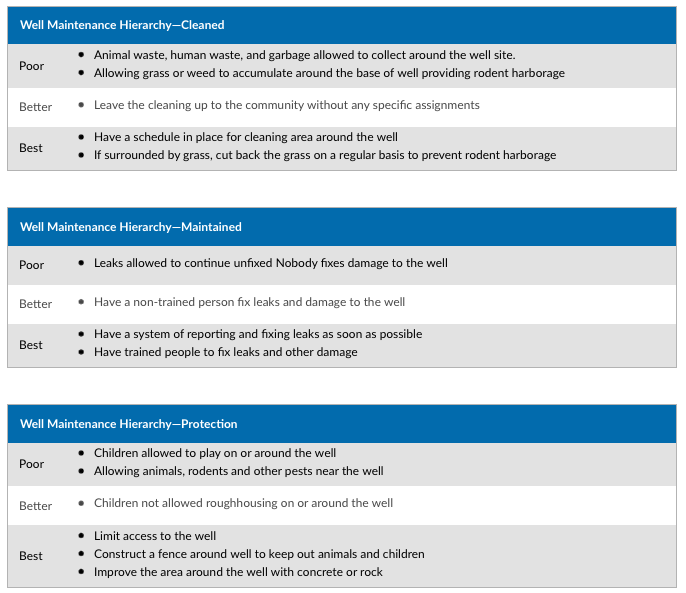 Well Maintenance Hierarchy—Cleaned
Poor
• Animal waste, human waste, and garbage allowed to collect around the well site.
• Allowing grass or weed to accumulate around the base of well providing rodent harborage
Better
• Leave the cleaning up to the community without any specific assignments
Best
• Have a schedule in place for cleaning area around the well
• If surrounded by grass, cut back the grass on a regular basis to prevent rodent harborage
Well Maintenance Hierarchy—Maintained
Poor
• Leaks allowed to continue unfixed Nobody fixes damage to the well
Better
• Have a non-trained person fix leaks and damage to the well
Best
• Have a system of reporting and fixing leaks as soon as possible
• Have trained people to fix leaks and other damage
Well Maintenance Hierarchy—Protection
Poor
• Children allowed to play on or around the well
• Allowing animals, rodents and other pests near the well
Better
• Children not allowed roughhousing on or around the well
Best
• Limit access to the well
• Construct a fence around well to keep out animals and children
• Improve the area around the well with concrete or rock